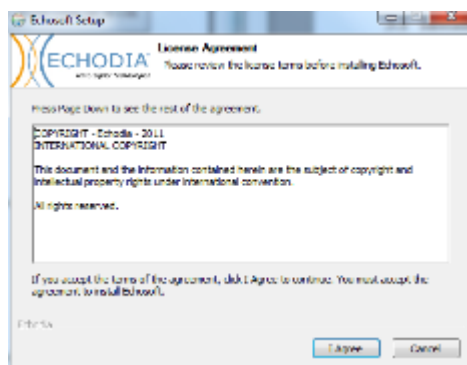 Echosoft Setup
ECHODIA
License Agreement
Please review the license terms before installing Echosoft.
Press Page Down to see the rest of the agreement.
COPYRIGHT - Echodia - 2011
INTERNATIONAL COPYRIGHT
This document and the information contained herein are the subject of copyright and
intellectual property rights under international convention.
All rights reserved.
If you accept the terms of the agreement, click I Agree to continue. You must accept the
agreement to install Echosoft.
Echodia
I Agree
Cancel